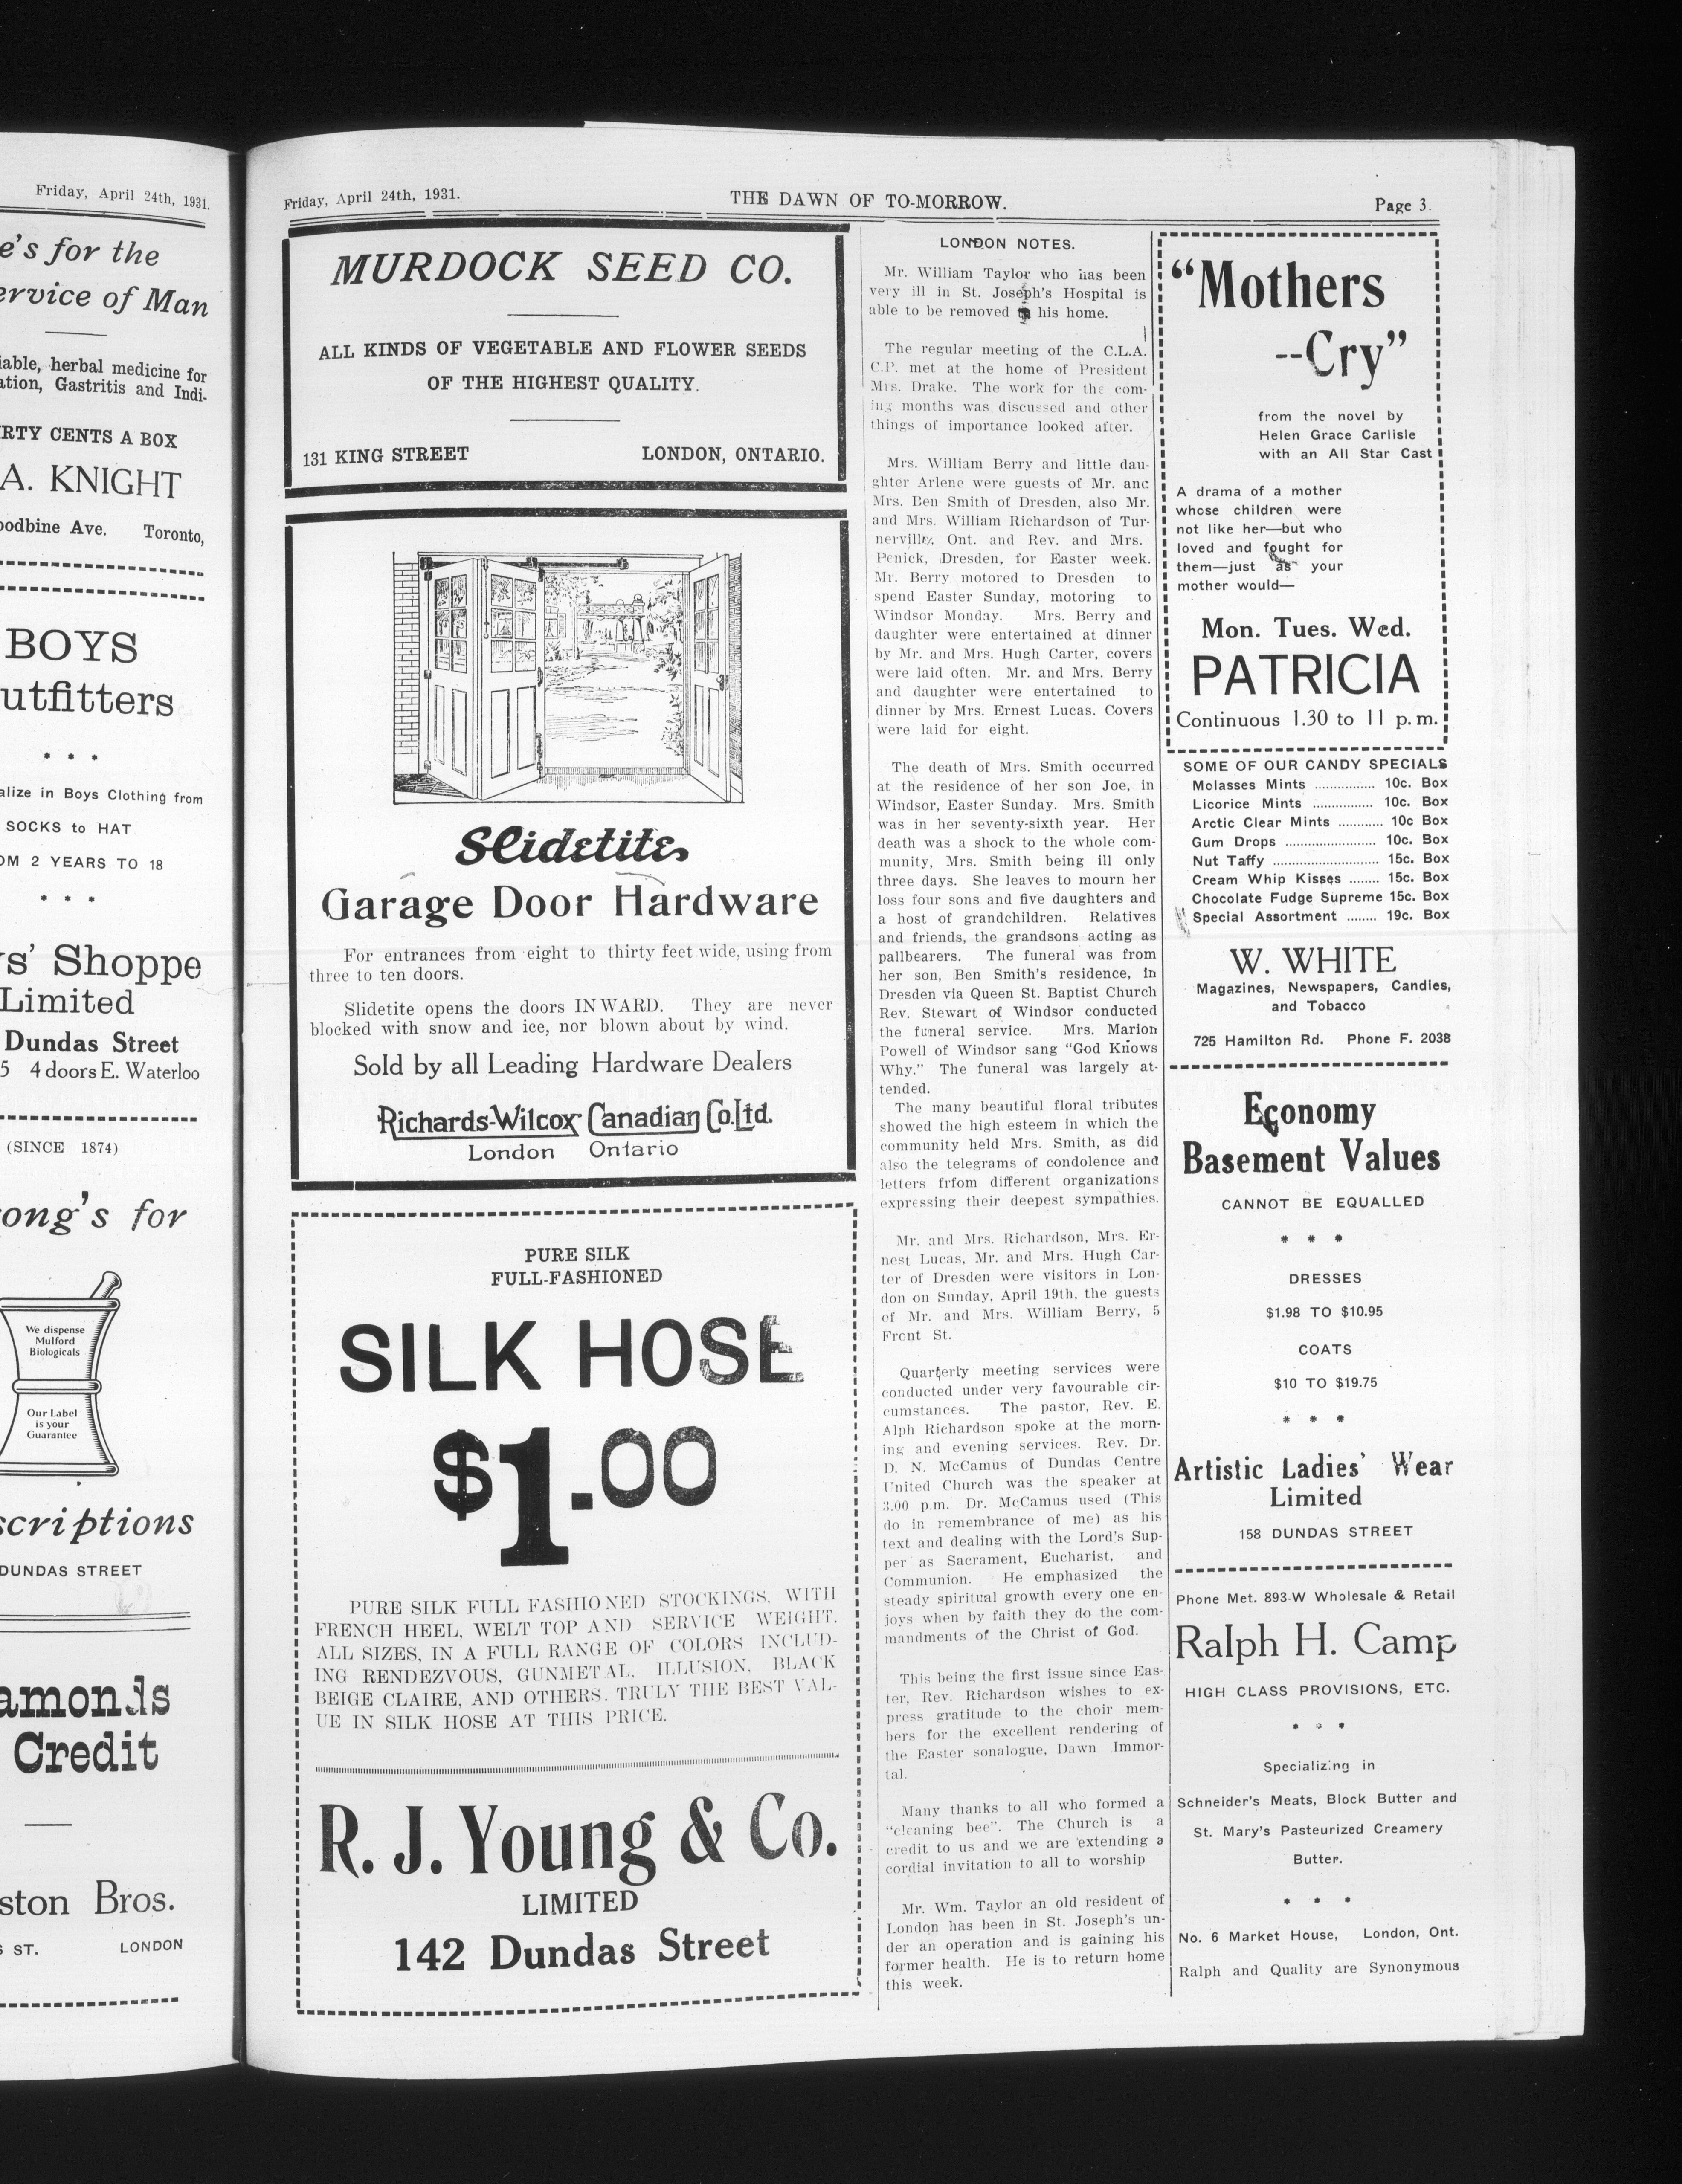 Friday, April 24th, 1931.
e's for the
ervice of Man
iable, herbal medicine for
ation, Gastritis and Indi-
RTY CENTS A BOX
A. KNIGHT
oodbine Ave. Toronto,
BOYS
utfitters
* * *
alize in Boys Clothing from
SOCKS to HAT
OM 2 YEARS TO 18
* * *
s' Shoppe
Limited
Dundas Street
5 4 doors E. Waterloo
(SINCE 1874)
ong's for
We dispense
Mulford
Biologicals
Our Label
is your
Guarantee
scriptions
DUNDAS STREET
amonds
Credit
ston Bros.
S ST. LONDON
Friday, April 24th, 1931.
THE DAWN OF TO-MORROW.
Page 3.
MURDOCK SEED CO.
ALL KINDS OF VEGETABLE AND FLOWER SEEDS
OF THE HIGHEST QUALITY.
131 KING STREET LONDON, ONTARIO.
Slidetite
Garage Door Hardware
For entrances from eight to thirty feet wide, using from
three to ten doors.
Slidetite opens the doors INWARD. They are never
blocked with snow and ice, nor blown about by wind.
Sold by all Leading Hardware Dealers
Richards-Wilcox Canadian Co. Ltd.
London Ontario
PURE SILK
FULL-FASHIONED
SILK HOSE
$1.00
PURE SILK FULL FASHIONED STOCKINGS, WITH
FRENCH HEEL, WELT TOP AND SERVICE WEIGHT.
ALL SIZES, IN A FULL RANGE OF COLORS INCLUD-
ING RENDEZVOUS, GUNMETAL, ILLUSION, BLACK
BEIGE CLAIRE, AND OTHERS. TRULY THE BEST VAL-
UE IN SILK HOSE AT THIS PRICE.
R. J. Young & Co.
LIMITED
142 Dundas Street
LONDON NOTES.
Mr. William Taylor who has been
very ill in St. Joseph's Hospital is
able to be removed to his home.
The regular meeting of the C.L.A.
C.P. met at the home of President
Mrs. Drake. The work for the com-
ing months was discussed and other
things of importance looked after.
Mrs. William Berry and little dau-
ghter Arlene were guests of Mr. anc
Mrs. Ben Smith of Dresden, also Mr.
and Mrs. William Richardson of Tur-
nerville, Ont. and Rev. and Mrs.
Penick, Dresden, for Easter week.
Mr. Berry motored to Dresden to
spend Easter Sunday, motoring to
Windsor Monday. Mrs. Berry and
daughter were entertained at dinner
by Mr. and Mrs. Hugh Carter, covers
were laid often. Mr. and Mrs. Berry
and daughter were entertained to
dinner by Mrs. Ernest Lucas. Covers
were laid for eight.
The death of Mrs. Smith occurred
at the residence of her son Joe, in
Windsor, Easter Sunday. Mrs. Smith
was in her seventy-sixth year. Her
death was a shock to the whole com-
munity, Mrs. Smith being ill only
three days. She leaves to mourn her
loss four sons and five daughters and
a host of grandchildren. Relatives
and friends, the grandsons acting as
pallbearers. The funeral was from
her son, Ben Smith's residence, in
Dresden via Queen St. Baptist Church
Rev. Stewart of Windsor conducted
the funeral service. Mrs. Marion
Powell of Windsor sang "God Knows
Why." The funeral was largely at-
tended.
The many beautiful floral tributes
showed the high esteem in which the
community held Mrs. Smith, as did
also the telegrams of condolence and
letters frfom different organizations
expressing their deepest sympathies.
Mr. and Mrs. Richardson, Mrs. Er-
nest Lucas, Mr. and Mrs. Hugh Car-
ter of Dresden were visitors in Lon-
don on Sunday, April 19th, the guests
of Mr. and Mrs. William Berry, 5
Front St.
Quarterly meeting services were
conducted under very favourable cir-
cumstances. The pastor, Rev. E.
Alph Richardson spoke at the morn-
ing and evening services. Rev. Dr.
D. N. McCamus of Dundas Centre
United Church was the speaker at
3.00 p.m. Dr. McCamus used (This
do in remembrance of me) as his
text and dealing with the Lord's Sup-
per as Sacrament, Eucharist, and
Communion. He emphasized the
steady spiritual growth every one en-
joys when by faith they do the com-
mandments of the Christ of God.
This being the first issue since Eas-
ter, Rev. Richardson wishes to ex-
press gratitude to the choir mem-
bers for the excellent rendering of
the Easter sonalogue, Dawn Immor-
tal.
Many thanks to all who formed a
"cleaning bee". The Church is a
credit to us and we are extending a
cordial invitation to all to worship
Mr. Wm. Taylor an old resident of
London has been in St. Joseph's un-
der an operation and is gaining his
former health. He is to return home
this week.
"Mothers
--Cry"
from the novel by
Helen Grace Carlisle
with an All Star Cast
A drama of a mother
whose children were
not like her—but who
loved and fought for
them—just as your
mother would—
Mon. Tues. Wed.
PATRICIA
Continuous 1.30 to 11 p.m.
SOME OF OUR CANDY SPECIALS
Molasses Mints ............... 10c. Box
Licorice Mints ............... 10c. Box
Arctic Clear Mints ........... 10c Box
Gum Drops ....................... 10c. Box
Nut Taffy .......................... 15c. Box
Cream Whip Kisses ........ 15c. Box
Chocolate Fudge Supreme 15c. Box
Special Assortment ........ 19c. Box
W. WHITE
Magazines, Newspapers, Candies,
and Tobacco
725 Hamilton Rd. Phone F. 2038
Economy
Basement Values
CANNOT BE EQUALLED
* * *
DRESSES
$1.98 TO $10.95
COATS
$10 TO $19.75
* * *
Artistic Ladies' Wear
Limited
158 DUNDAS STREET
Phone Met. 893-W Wholesale & Retail
Ralph H. Camp
HIGH CLASS PROVISIONS, ETC.
* * *
Specializing in
Schneider's Meats, Block Butter and
St. Mary's Pasteurized Creamery
Butter.
* * *
No. 6 Market House, London, Ont.
Ralph and Quality are Synonymous